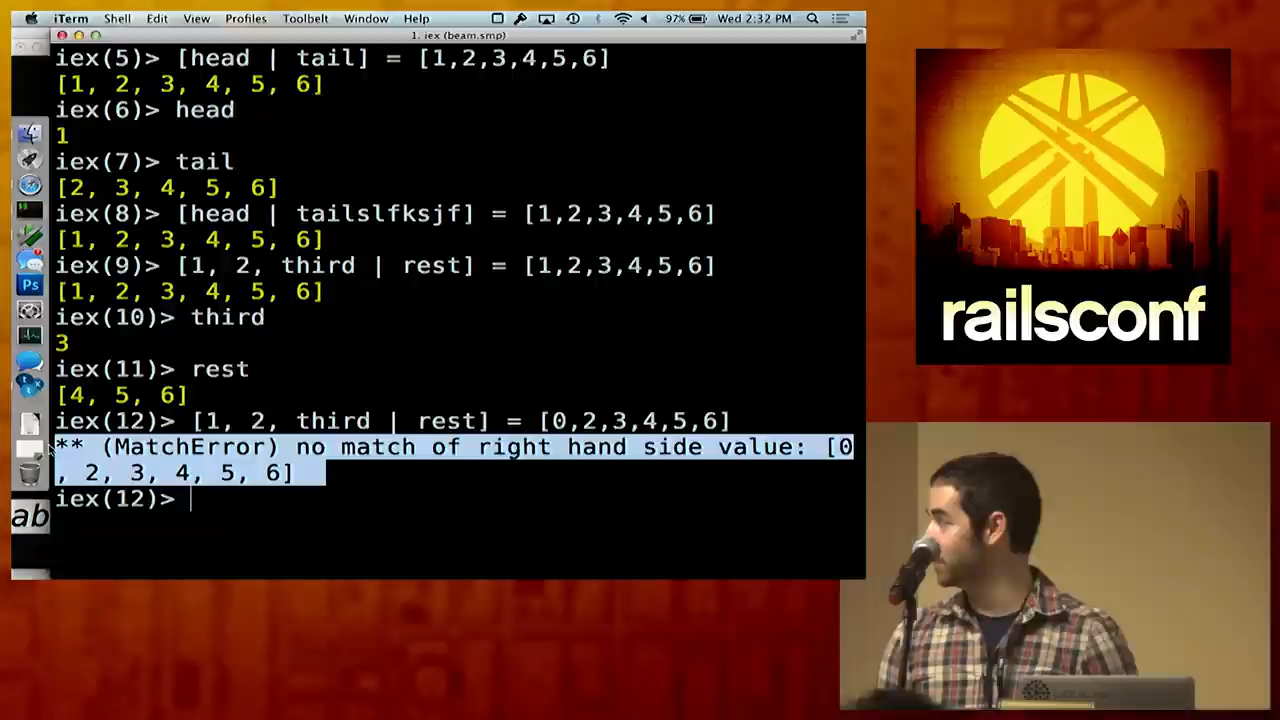 iTerm Shell Edit View Profiles Toolbelt Window Help 97% Wed 2:32 PM
1. iex (beam.smp)
iex(5)> [head | tail] = [1,2,3,4,5,6]
[1, 2, 3, 4, 5, 6]
iex(6)> head
1
iex(7)> tail
[2, 3, 4, 5, 6]
iex(8)> [head | tailslfksjf] = [1,2,3,4,5,6]
[1, 2, 3, 4, 5, 6]
iex(9)> [1, 2, third | rest] = [1,2,3,4,5,6]
[1, 2, 3, 4, 5, 6]
iex(10)> third
3
iex(11)> rest
[4, 5, 6]
iex(12)> [1, 2, third | rest] = [0,2,3,4,5,6]
** (MatchError) no match of right hand side value: [0
, 2, 3, 4, 5, 6]
iex(12)>
Ps
ab
railsconf